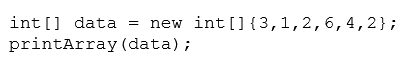 int[] data = new int[]{3,1,2,6,4,2};
printArray(data);